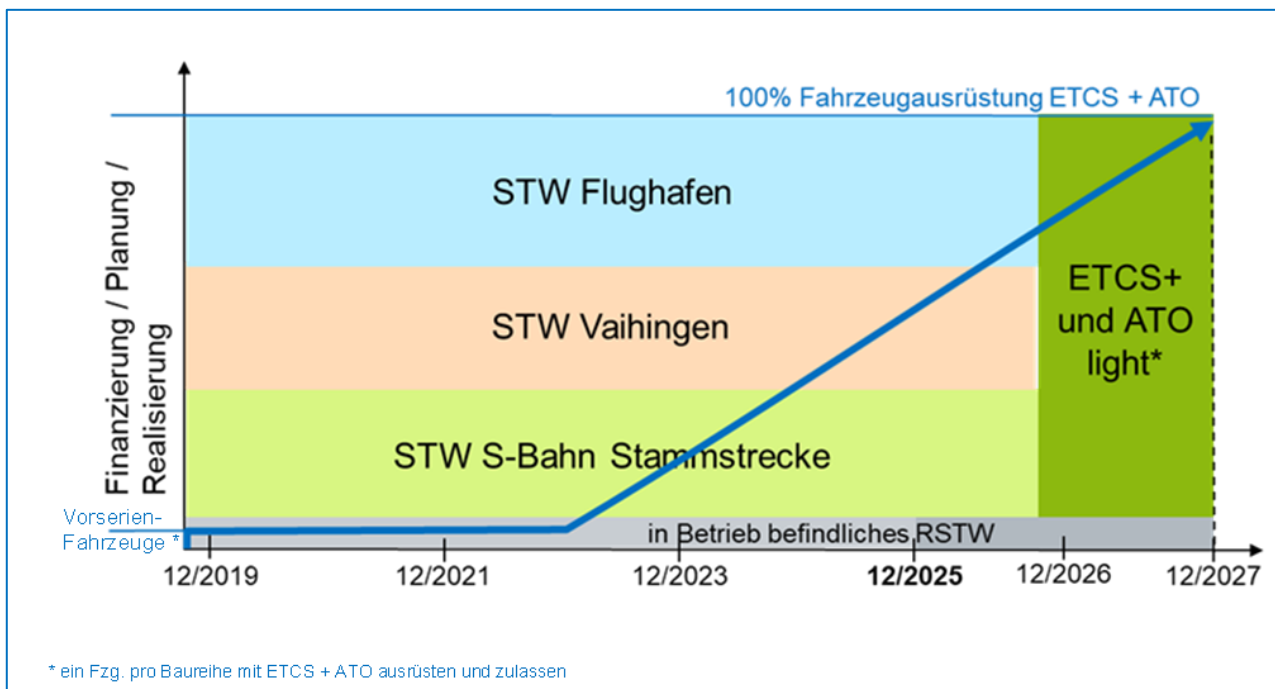 100% Fahrzeugausrüstung ETCS + ATO
Finanzierung / Planung /
Realisierung
STW Flughafen
STW Vaihingen
STW S-Bahn Stammstrecke
ETCS+
und ATO
light*
Vorserien-
Fahrzeuge *
in Betrieb befindliches RSTW
12/2019 12/2021 12/2023 12/2025 12/2026 12/2027
* ein Fzg. pro Baureihe mit ETCS + ATO ausrüsten und zulassen